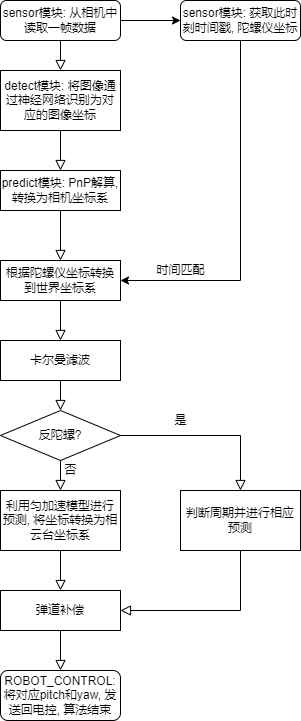 sensor模块: 从相机中
读取一帧数据
sensor模块: 获取此时
刻时间戳, 陀螺仪坐标
detect模块: 将图像通
过神经网络识别为对
应的图像坐标
predict模块: PnP解算,
转换为相机坐标系
时间匹配
根据陀螺仪坐标转换
到世界坐标系
卡尔曼滤波
反陀螺?
是
否
利用匀加速模型进行
预测, 将坐标转换为相
云台坐标系
判断周期并进行相应
预测
弹道补偿
ROBOT_CONTROL:
将对应pitch和yaw, 发
送回电控, 算法结束